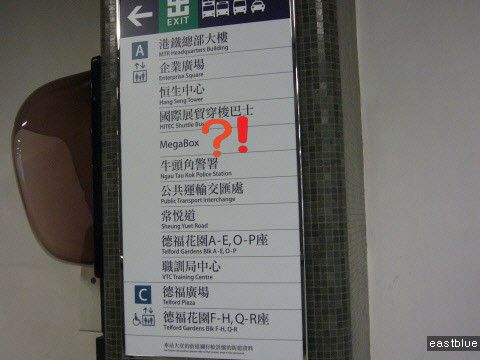 出
EXIT
A
港鐵總部大樓
MTR Headquarters Building
企業廣場
Enterprise Square
恒生中心
Hang Seng Tower
國際展貿穿梭巴士
HITEC Shuttle Bus
?!
MegaBox
牛頭角警署
Ngau Tau Kok Police Station
公共運輸交匯處
Public Transport Interchange
常悦道
Sheung Yuet Road
德福花園A-E, O-P座
Telford Gardens Blk A-E, O-P
職訓局中心
VTC Training Centre
C
德福廣場
Telford Plaza
德福花園F-H, Q-R座
Telford Gardens Blk F-H, Q-R
eastblue